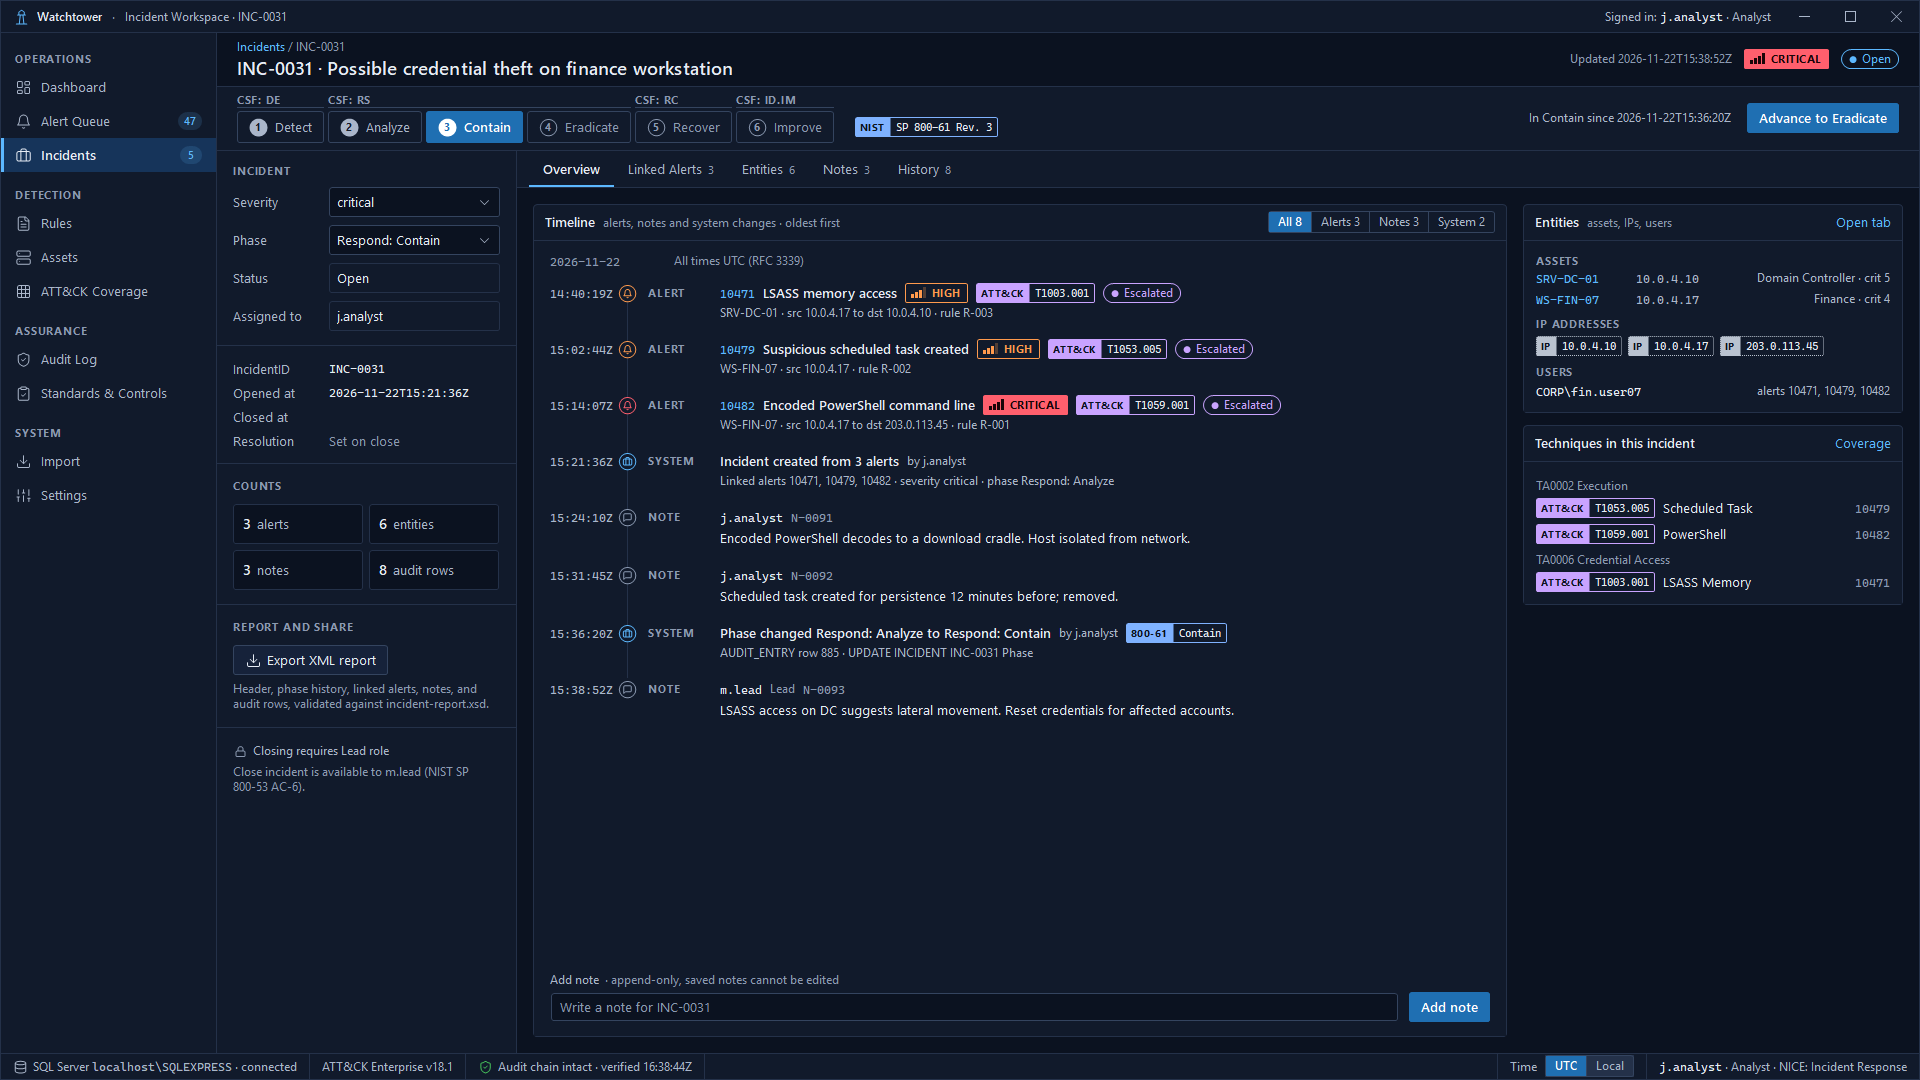 Watchtower · Incident Workspace · INC-0031
Signed in: j.analyst · Analyst
OPERATIONS
Dashboard
Alert Queue 47
Incidents 5
DETECTION
Rules
Assets
ATT&CK Coverage
ASSURANCE
Audit Log
Standards & Controls
SYSTEM
Import
Settings
Incidents / INC-0031
INC-0031 · Possible credential theft on finance workstation
Updated 2026-11-22T15:38:52Z CRITICAL Open
CSF: DE CSF: RS CSF: RC CSF: ID.IM
1 Detect 2 Analyze 3 Contain 4 Eradicate 5 Recover 6 Improve NIST SP 800-61 Rev. 3
In Contain since 2026-11-22T15:36:20Z Advance to Eradicate
INCIDENT
Severity critical
Phase Respond: Contain
Status Open
Assigned to j.analyst
IncidentID INC-0031
Opened at 2026-11-22T15:21:36Z
Closed at
Resolution Set on close
COUNTS
3 alerts 6 entities
3 notes 8 audit rows
REPORT AND SHARE
Export XML report
Header, phase history, linked alerts, notes, and
audit rows, validated against incident-report.xsd.
Closing requires Lead role
Close incident is available to m.lead (NIST SP
800-53 AC-6).
Overview Linked Alerts 3 Entities 6 Notes 3 History 8
Timeline alerts, notes and system changes · oldest first
All 8 Alerts 3 Notes 3 System 2
2026-11-22 All times UTC (RFC 3339)
14:40:19Z ALERT 10471 LSASS memory access HIGH ATT&CK T1003.001 Escalated
SRV-DC-01 · src 10.0.4.17 to dst 10.0.4.10 · rule R-003
15:02:44Z ALERT 10479 Suspicious scheduled task created HIGH ATT&CK T1053.005 Escalated
WS-FIN-07 · src 10.0.4.17 · rule R-002
15:14:07Z ALERT 10482 Encoded PowerShell command line CRITICAL ATT&CK T1059.001 Escalated
WS-FIN-07 · src 10.0.4.17 to dst 203.0.113.45 · rule R-001
15:21:36Z SYSTEM Incident created from 3 alerts by j.analyst
Linked alerts 10471, 10479, 10482 · severity critical · phase Respond: Analyze
15:24:10Z NOTE j.analyst N-0091
Encoded PowerShell decodes to a download cradle. Host isolated from network.
15:31:45Z NOTE j.analyst N-0092
Scheduled task created for persistence 12 minutes before; removed.
15:36:20Z SYSTEM Phase changed Respond: Analyze to Respond: Contain by j.analyst 800-61 Contain
AUDIT_ENTRY row 885 · UPDATE INCIDENT INC-0031 Phase
15:38:52Z NOTE m.lead Lead N-0093
LSASS access on DC suggests lateral movement. Reset credentials for affected accounts.
Add note · append-only, saved notes cannot be edited
Write a note for INC-0031 Add note
Entities assets, IPs, users Open tab
ASSETS
SRV-DC-01 10.0.4.10 Domain Controller · crit 5
WS-FIN-07 10.0.4.17 Finance · crit 4
IP ADDRESSES
IP 10.0.4.10 IP 10.0.4.17 IP 203.0.113.45
USERS
CORP\fin.user07 alerts 10471, 10479, 10482
Techniques in this incident Coverage
TA0002 Execution
ATT&CK T1053.005 Scheduled Task 10479
ATT&CK T1059.001 PowerShell 10482
TA0006 Credential Access
ATT&CK T1003.001 LSASS Memory 10471
SQL Server localhost\SQLEXPRESS · connected ATT&CK Enterprise v18.1 Audit chain intact · verified 16:38:44Z
Time UTC Local j.analyst · Analyst · NICE: Incident Response